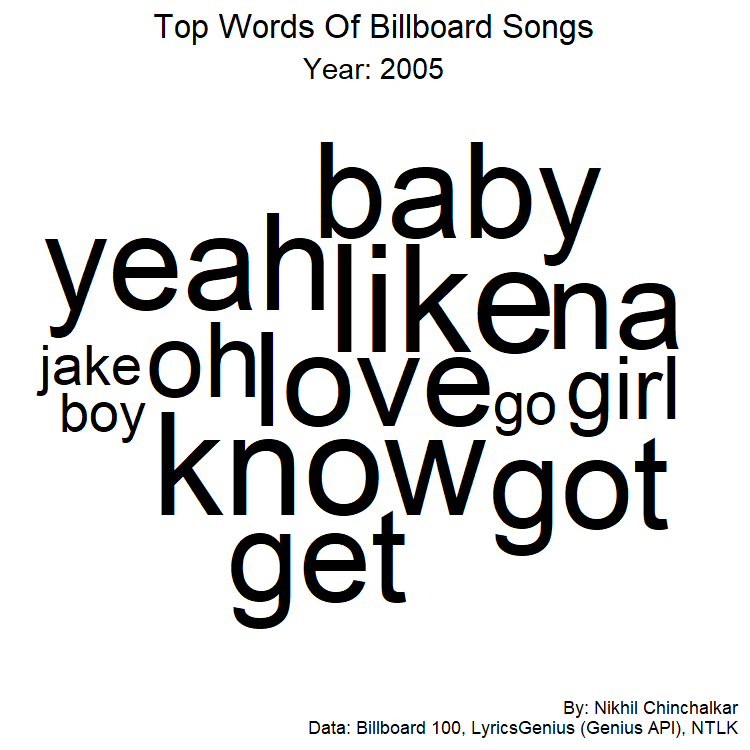 Top Words Of Billboard Songs
Year: 2005
baby
yeah
like
na
jake
oh
love
go
girl
boy
know
got
get
By: Nikhil Chinchalkar
Data: Billboard 100, LyricsGenius (Genius API), NTLK